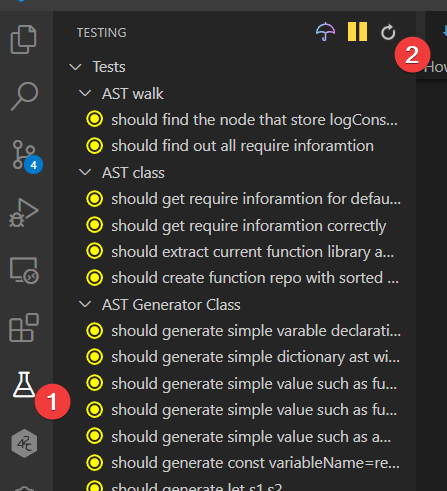 TESTING
2
How
Tests
AST walk
should find the node that store logCons...
should find out all require inforamtion
4
AST class
should get require inforamtion for defau...
should get require inforamtion correctly
should extract current function library a...
should create function repo with sorted ...
AST Generator Class
should generate simple varable declarati...
should generate simple dictionary ast wi...
should generate simple value such as fu...
1
should generate simple value such as fu...
should generate simple value such as a...
42C
should generate const variableName=re...
should generate let s1,s2